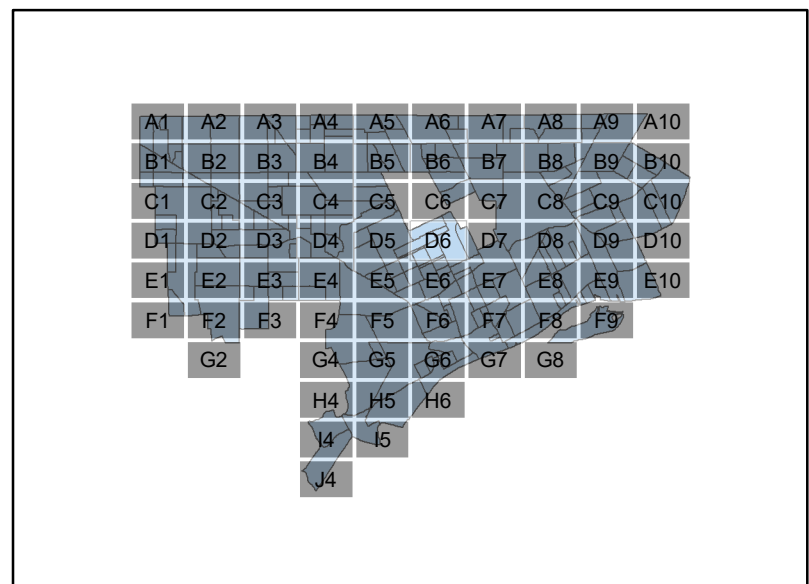 A1 A2 A3 A4 A5 A6 A7 A8 A9 A10
B1 B2 B3 B4 B5 B6 B7 B8 B9 B10
C1 C2 C3 C4 C5 C6 C7 C8 C9 C10
D1 D2 D3 D4 D5 D6 D7 D8 D9 D10
E1 E2 E3 E4 E5 E6 E7 E8 E9 E10
F1 F2 F3 F4 F5 F6 F7 F8 F9
G2 G4 G5 G6 G7 G8
H4 H5 H6
I4 I5
J4